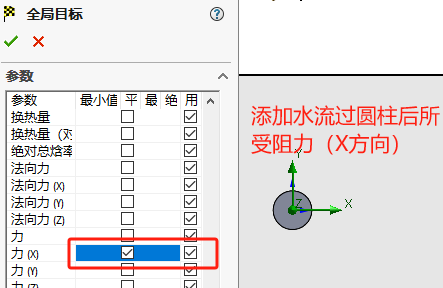 全局目标
参数
参数 最小值 平 最 绝 用
换热量
换热量 (对
绝对总焓率
法向力
法向力 (X)
法向力 (Y)
法向力 (Z)
力
力 (X)
力 (Y)
力 (Z)
添加水流过圆柱后所
受阻力（X方向）
Y
Z
X